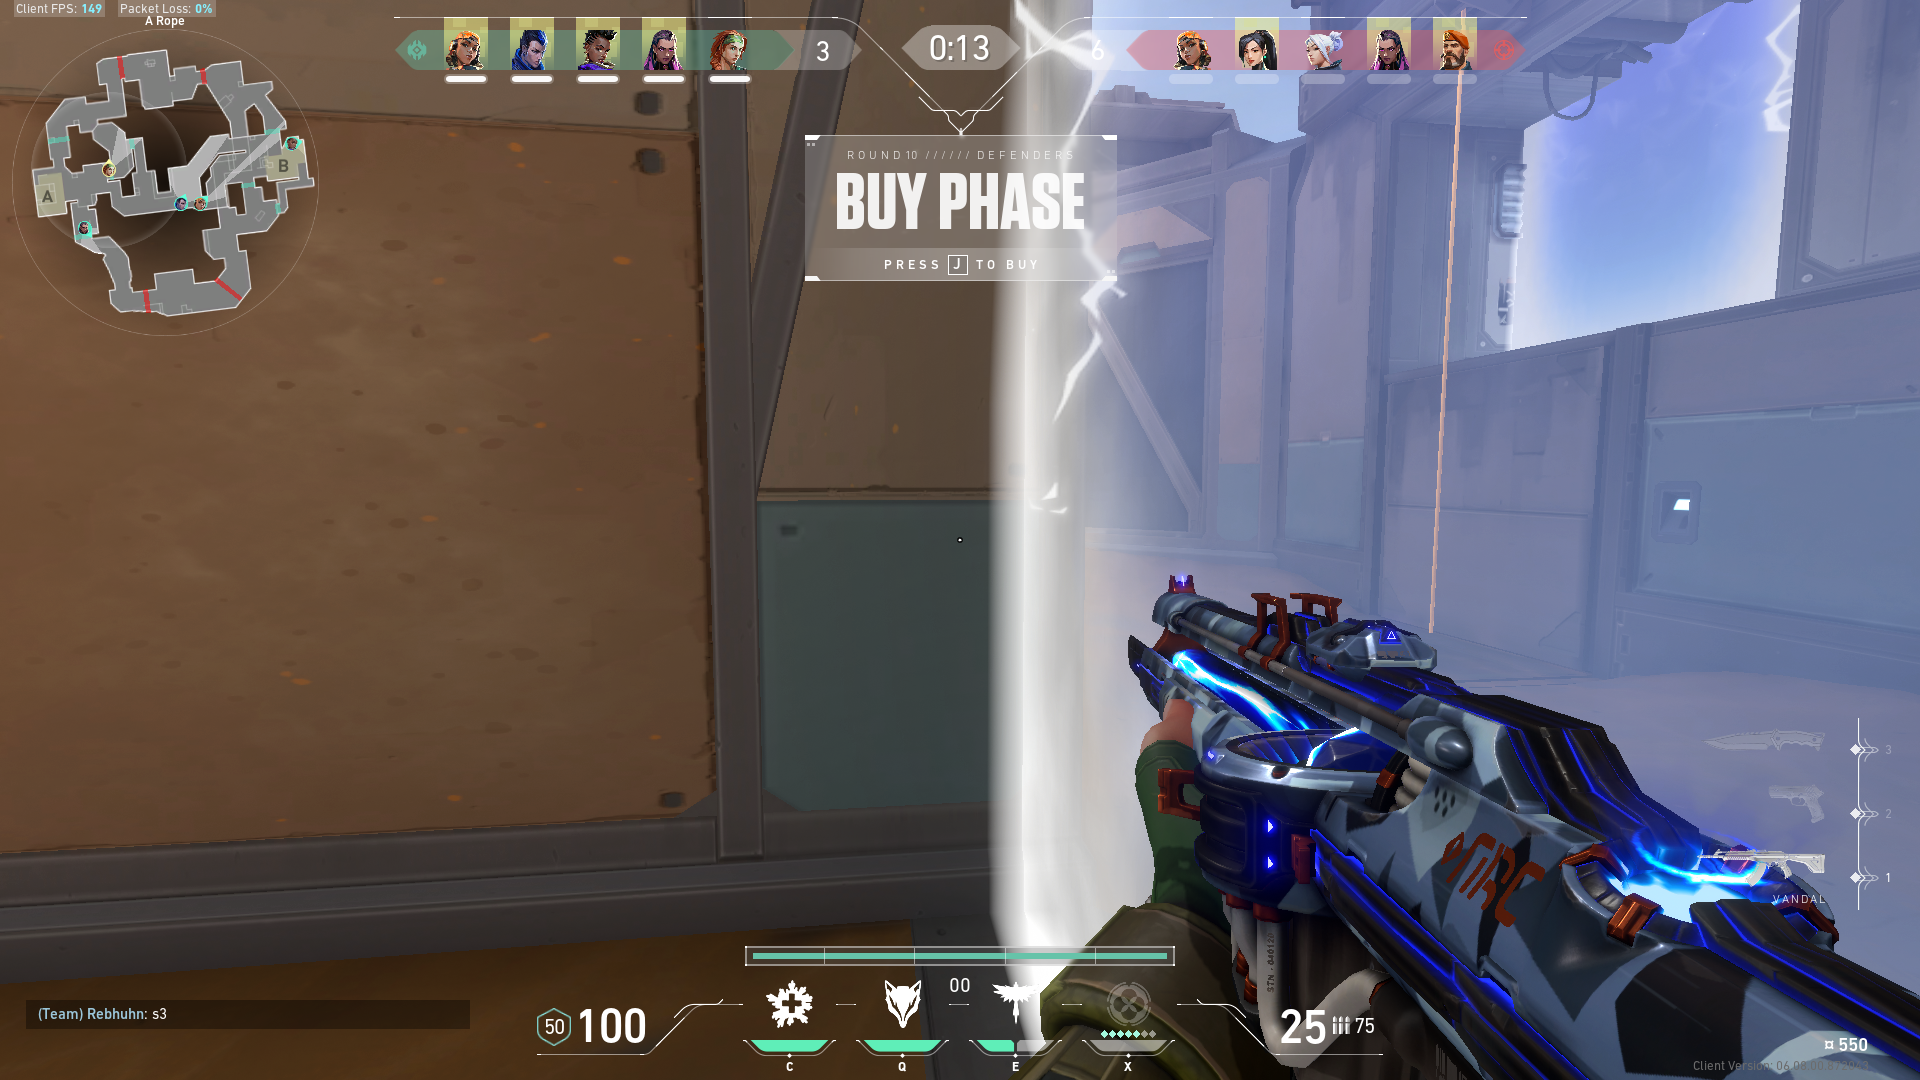 Client FPS: 149 Packet Loss: 0%
A Rope
3
0:13
6
A
B
ROUND 10 ////// DEFENDERS
BUY PHASE
PRESS J TO BUY
3
2
1
VANDAL
(Team) Rebhuhn: s3
50 100
00
C
Q
E
X
25 75
¤ 550